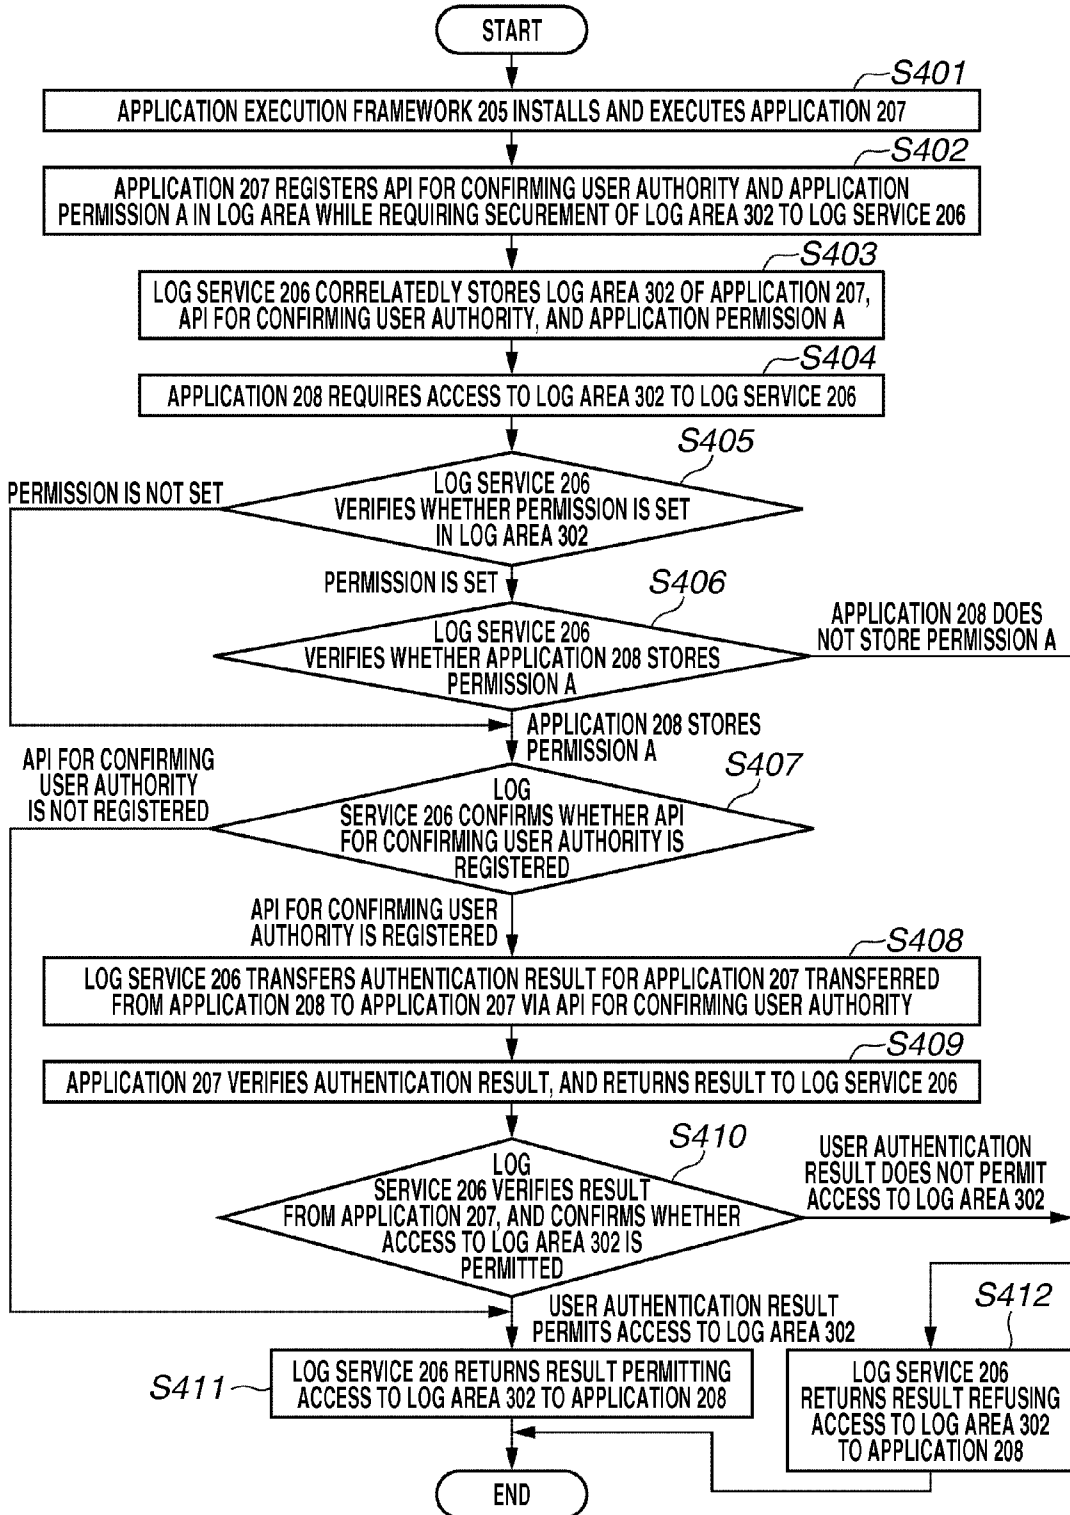 START
S401
APPLICATION EXECUTION FRAMEWORK 205 INSTALLS AND EXECUTES APPLICATION 207
S402
APPLICATION 207 REGISTERS API FOR CONFIRMING USER AUTHORITY AND APPLICATION
PERMISSION A IN LOG AREA WHILE REQUIRING SECUREMENT OF LOG AREA 302 TO LOG SERVICE 206
S403
LOG SERVICE 206 CORRELATEDLY STORES LOG AREA 302 OF APPLICATION 207,
API FOR CONFIRMING USER AUTHORITY, AND APPLICATION PERMISSION A
S404
APPLICATION 208 REQUIRES ACCESS TO LOG AREA 302 TO LOG SERVICE 206
S405
PERMISSION IS NOT SET
LOG SERVICE 206
VERIFIES WHETHER PERMISSION IS SET
IN LOG AREA 302
PERMISSION IS SET
S406
LOG SERVICE 206
VERIFIES WHETHER APPLICATION 208 STORES
PERMISSION A
APPLICATION 208 DOES
NOT STORE PERMISSION A
APPLICATION 208 STORES
PERMISSION A
API FOR CONFIRMING
USER AUTHORITY
IS NOT REGISTERED
S407
LOG
SERVICE 206 CONFIRMS WHETHER API
FOR CONFIRMING USER AUTHORITY IS
REGISTERED
API FOR CONFIRMING USER
AUTHORITY IS REGISTERED
S408
LOG SERVICE 206 TRANSFERS AUTHENTICATION RESULT FOR APPLICATION 207 TRANSFERRED
FROM APPLICATION 208 TO APPLICATION 207 VIA API FOR CONFIRMING USER AUTHORITY
S409
APPLICATION 207 VERIFIES AUTHENTICATION RESULT, AND RETURNS RESULT TO LOG SERVICE 206
S410
LOG
SERVICE 206 VERIFIES RESULT
FROM APPLICATION 207, AND CONFIRMS WHETHER
ACCESS TO LOG AREA 302 IS
PERMITTED
USER AUTHENTICATION
RESULT DOES NOT PERMIT
ACCESS TO LOG AREA 302
USER AUTHENTICATION RESULT
PERMITS ACCESS TO LOG AREA 302
S411
LOG SERVICE 206 RETURNS RESULT PERMITTING
ACCESS TO LOG AREA 302 TO APPLICATION 208
S412
LOG SERVICE 206
RETURNS RESULT REFUSING
ACCESS TO LOG AREA 302
TO APPLICATION 208
END